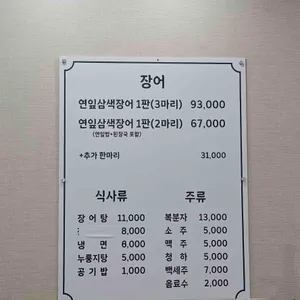 장어
연잎삼색장어 1판(3마리) 93,000
연잎삼색장어 1판(2마리) 67,000
(연잎밥+된장국 포함)
+추가 한마리 31,000
식사류
장 어 탕 11,000
8,000
냉 면 6,000
누룽지탕 5,000
공 기 밥 1,000
주류
복분자 13,000
소 주 5,000
맥 주 5,000
청 하 5,000
백세주 7,000
음료수 2,000